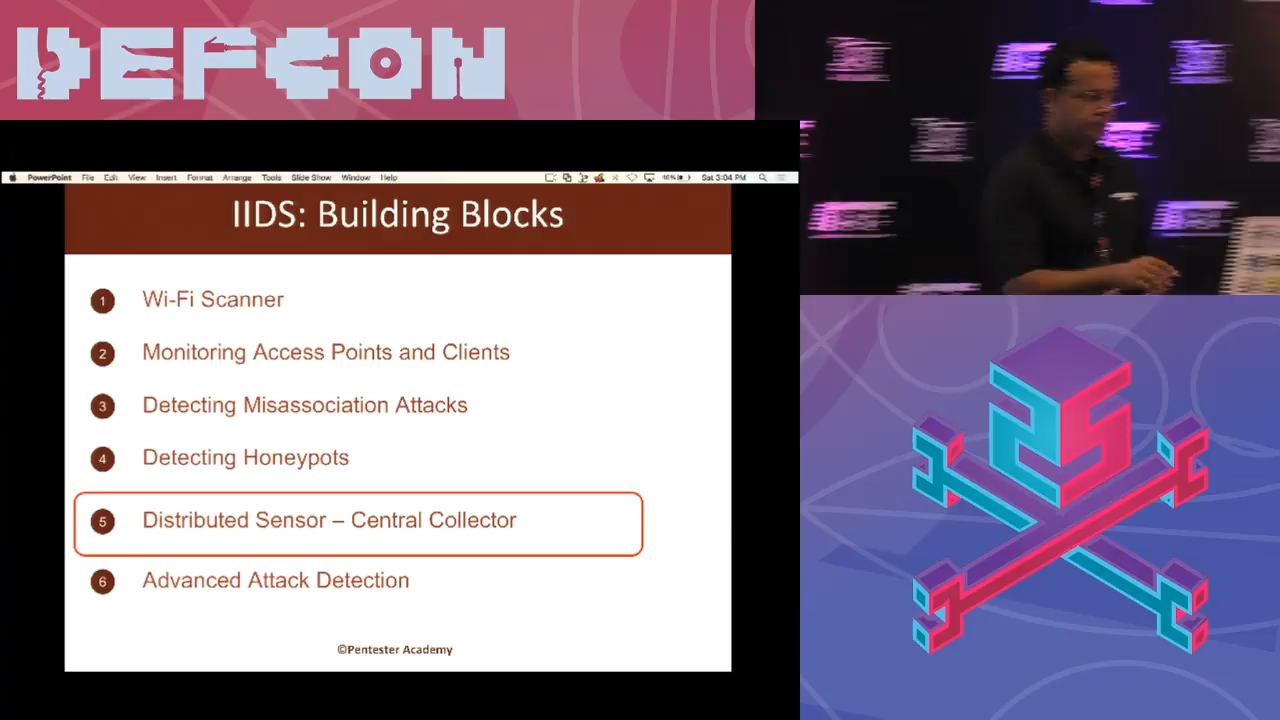 DEFCON
PowerPoint File Edit View Insert Format Arrange Tools Slide Show Window Help
Sat 3:04 PM
IIDS: Building Blocks
1 Wi-Fi Scanner
2 Monitoring Access Points and Clients
3 Detecting Misassociation Attacks
4 Detecting Honeypots
5 Distributed Sensor – Central Collector
6 Advanced Attack Detection
©Pentester Academy